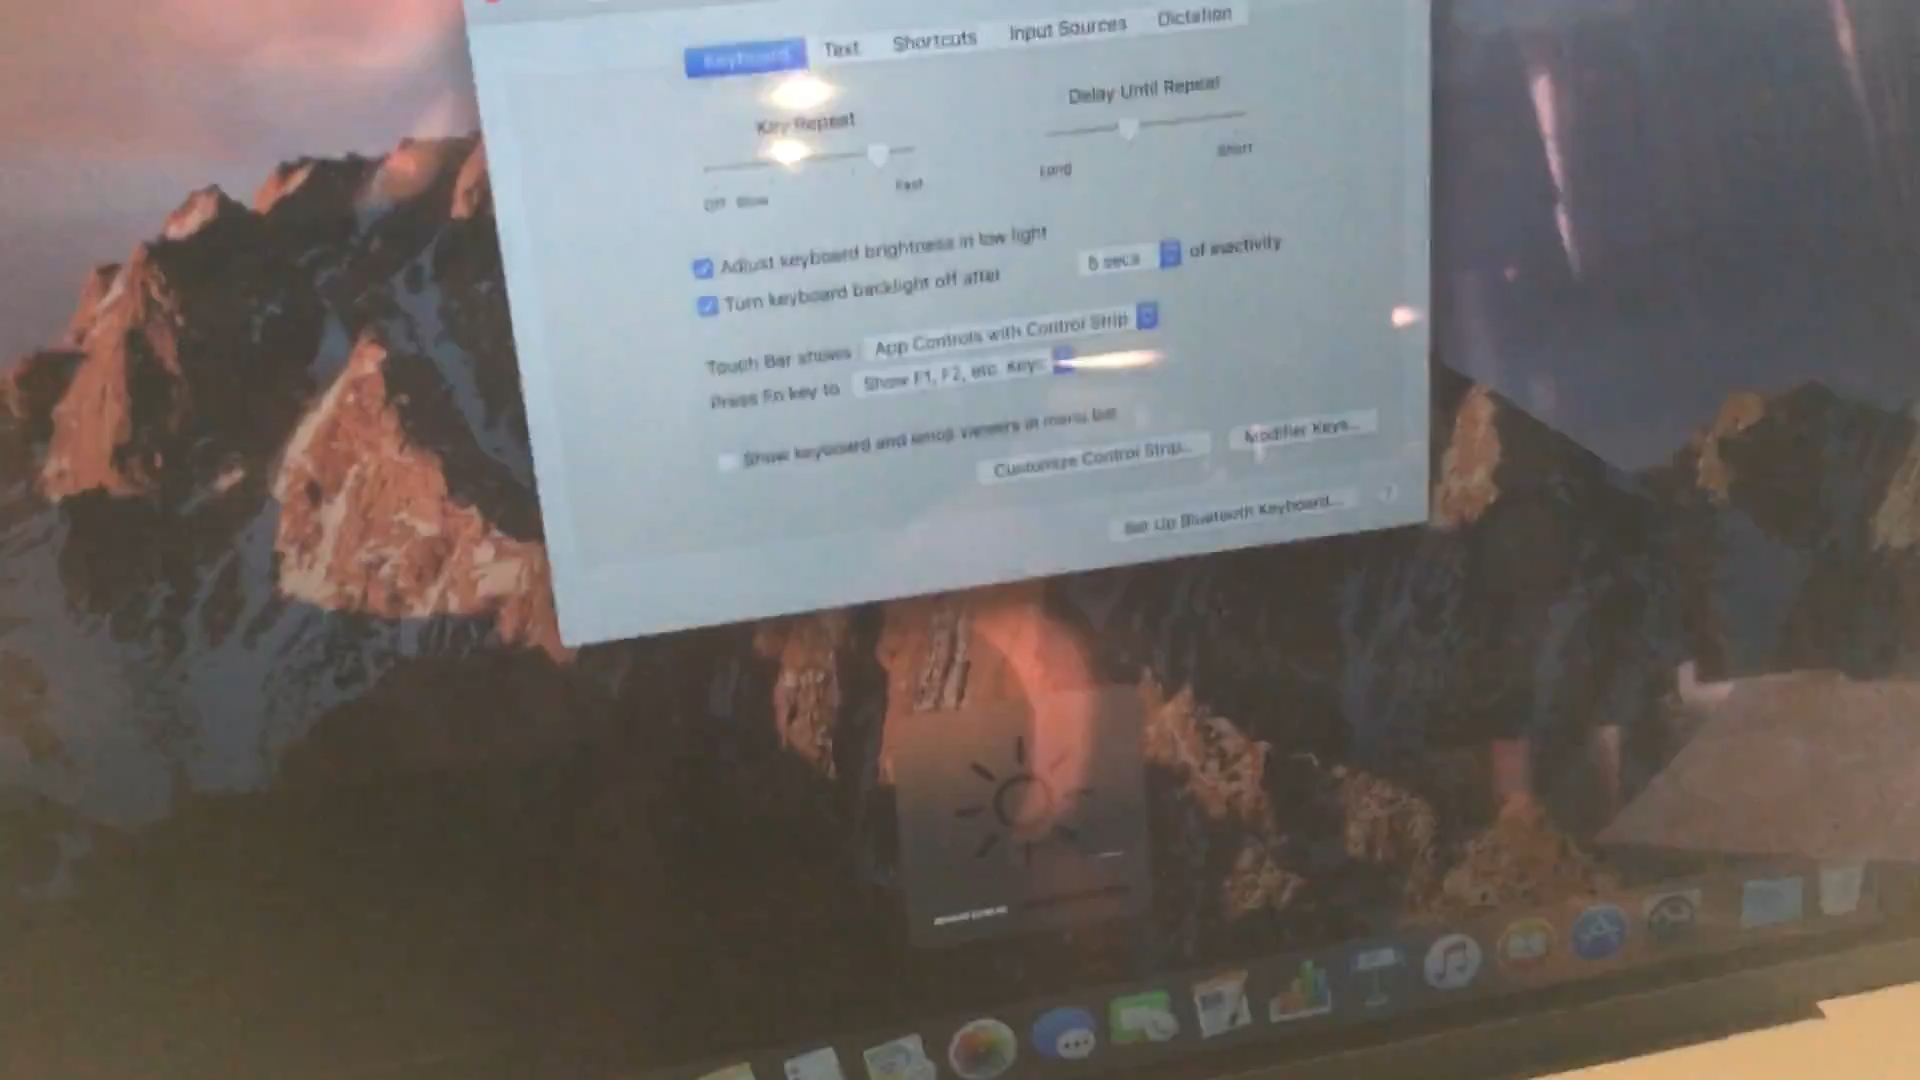 Keyboard Text Shortcuts Input Sources Dictation
Key Repeat Delay Until Repeat
Off Slow Fast Long Short
Adjust keyboard brightness in low light
Turn keyboard backlight off after 5 secs of inactivity
Touch Bar shows App Controls with Control Strip
Press Fn key to Show F1, F2, etc. Keys
Show keyboard and emoji viewers in menu bar
Customize Control Strip... Modifier Keys...
Set Up Bluetooth Keyboard... ?